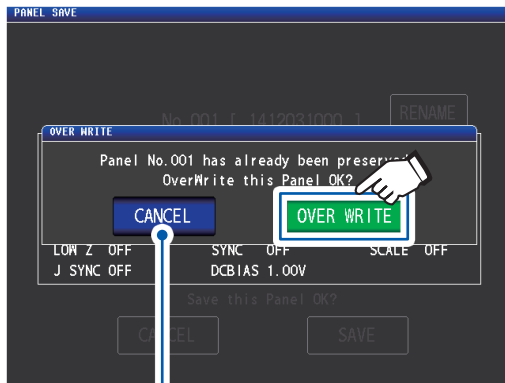 PANEL SAVE
No.001 [ 1412031000 ]
RENAME
OVER WRITE
Panel No.001 has already been preserve
OverWrite this Panel OK?
CANCEL OVER WRITE
LOW Z OFF SYNC OFF SCALE OFF
J SYNC OFF DCBIAS 1.00V
Save this Panel OK?
CANCEL SAVE